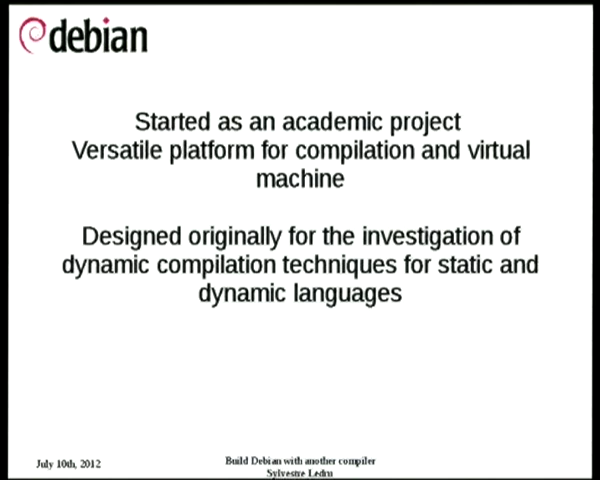 debian
Started as an academic project
Versatile platform for compilation and virtual
machine
Designed originally for the investigation of
dynamic compilation techniques for static and
dynamic languages
July 10th, 2012
Build Debian with another compiler
Sylvestre Ledru